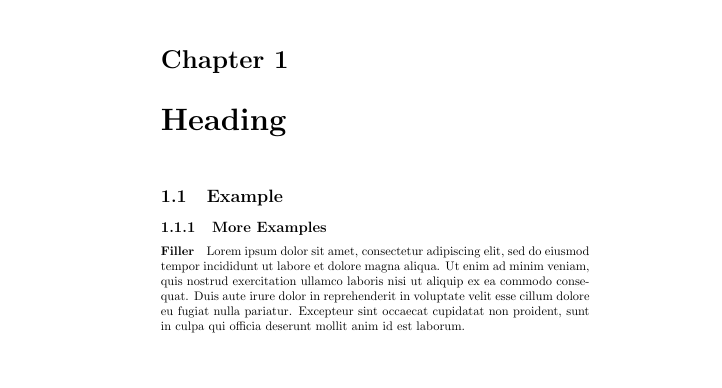 Chapter 1
Heading
1.1 Example
1.1.1 More Examples
Filler Lorem ipsum dolor sit amet, consectetur adipiscing elit, sed do eiusmod
tempor incididunt ut labore et dolore magna aliqua. Ut enim ad minim veniam,
quis nostrud exercitation ullamco laboris nisi ut aliquip ex ea commodo conse-
quat. Duis aute irure dolor in reprehenderit in voluptate velit esse cillum dolore
eu fugiat nulla pariatur. Excepteur sint occaecat cupidatat non proident, sunt
in culpa qui officia deserunt mollit anim id est laborum.